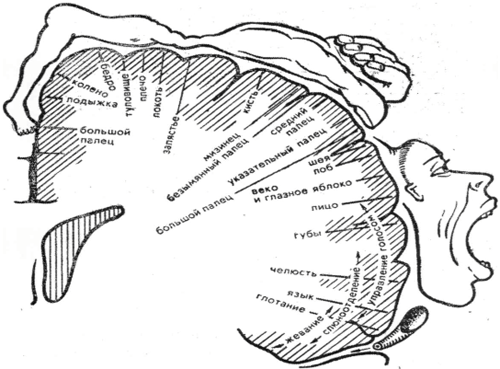 большой
палец
лодыжка
колено
бедро
туловище
плечо
локоть
запястье
кисть
мизинец
безымянный палец
средний
палец
указательный палец
большой палец
шея
лоб
веко
и глазное яблоко
лицо
губы
челюсть
язык
глотание
жевание
слюноотделение
управление голосом